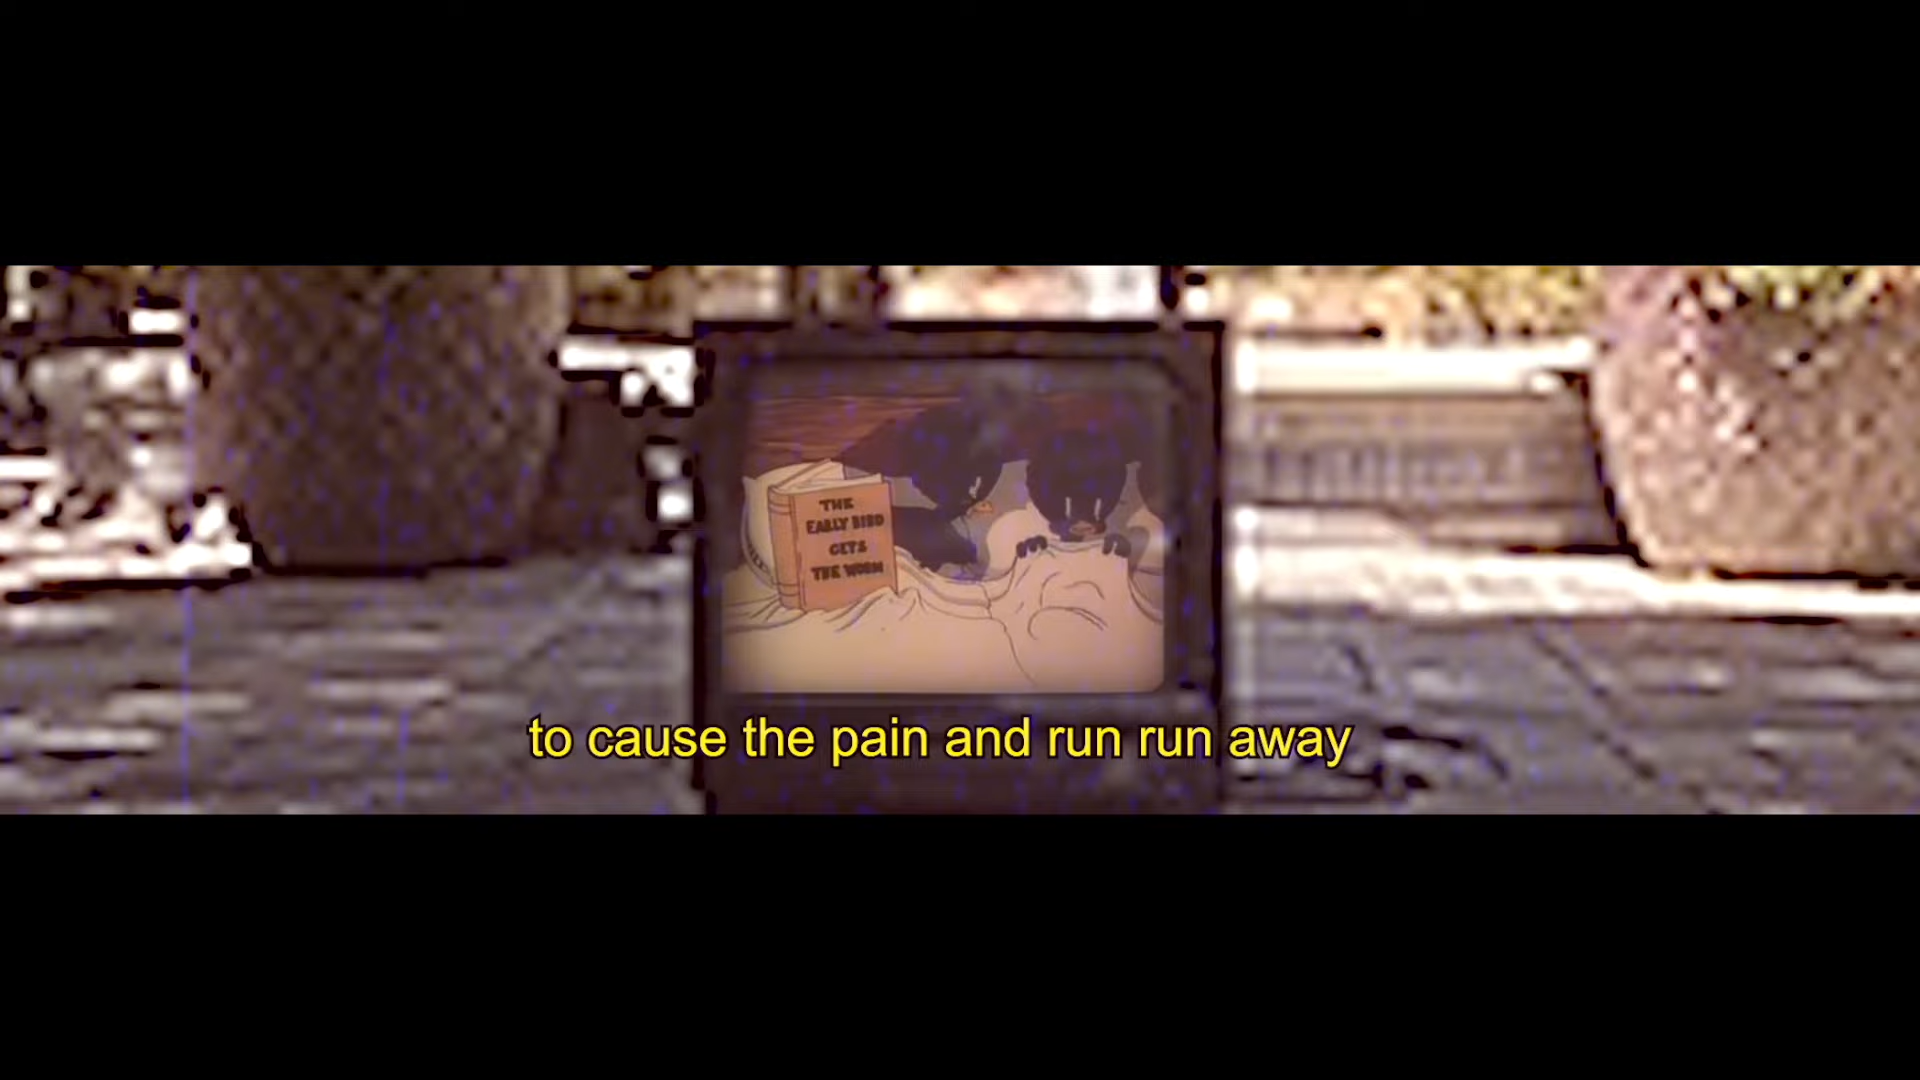 THE
EARLY BIRD
GETS
THE WORM
to cause the pain and run run away